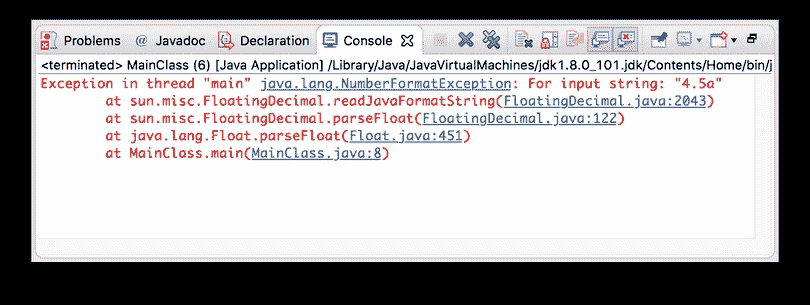 Problems @ Javadoc Declaration Console
<terminated> MainClass (6) [Java Application] /Library/Java/JavaVirtualMachines/jdk1.8.0_101.jdk/Contents/Home/bin/j
Exception in thread "main" java.lang.NumberFormatException: For input string: "4.5a"
at sun.misc.FloatingDecimal.readJavaFormatString(FloatingDecimal.java:2043)
at sun.misc.FloatingDecimal.parseFloat(FloatingDecimal.java:122)
at java.lang.Float.parseFloat(Float.java:451)
at MainClass.main(MainClass.java:8)